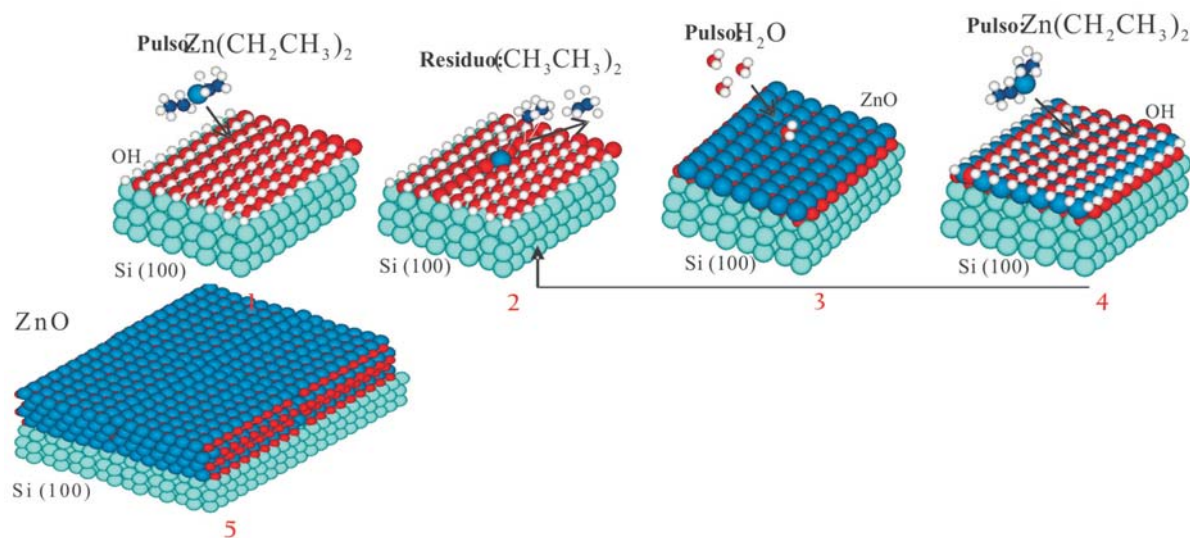 Pulso:Zn(CH₂CH₃)₂
OH
Si (100)
1
Residuo:(CH₃CH₃)₂
Si (100)
2
Pulso:H₂O
ZnO
Si (100)
3
Pulso:Zn(CH₂CH₃)₂
OH
Si (100)
4
ZnO
Si (100)
5